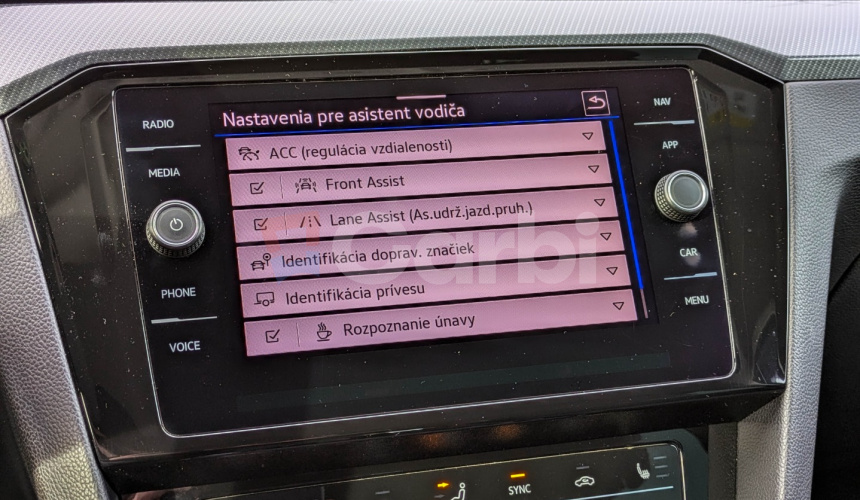 RADIO
MEDIA
PHONE
VOICE
Nastavenia pre asistent vodiča
ACC (regulácia vzdialenosti)
Front Assist
Lane Assist (As.udrž.jazd.pruh.)
Identifikácia doprav. značiek
Identifikácia prívesu
Rozpoznanie únavy
NAV
APP
CAR
MENU
Garbi
SYNC